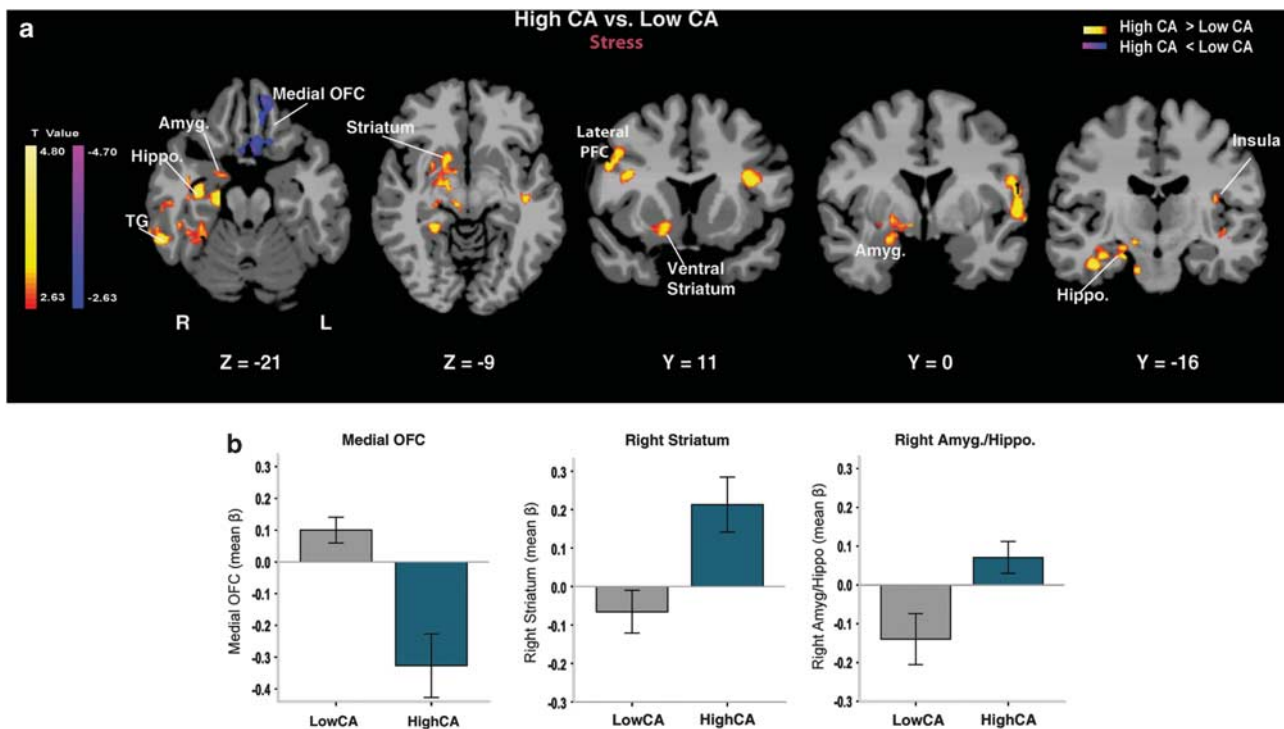 a
High CA vs. Low CA
Stress
High CA > Low CA
High CA < Low CA
T Value
4.80
-4.70
2.63
-2.63
Medial OFC
Amyg.
Hippo.
TG
R
L
Striatum
Lateral
PFC
Ventral
Striatum
Amyg.
Insula
Hippo.
Z = -21
Z = -9
Y = 11
Y = 0
Y = -16
b
Medial OFC
Medial OFC (mean β)
0.3
0.2
0.1
0.0
-0.1
-0.2
-0.3
-0.4
LowCA
HighCA
Right Striatum
Right Striatum (mean β)
0.3
0.2
0.1
0.0
-0.1
-0.2
-0.3
LowCA
HighCA
Right Amyg./Hippo.
Right Amyg/Hippo (mean β)
0.3
0.2
0.1
0.0
-0.1
-0.2
-0.3
LowCA
HighCA